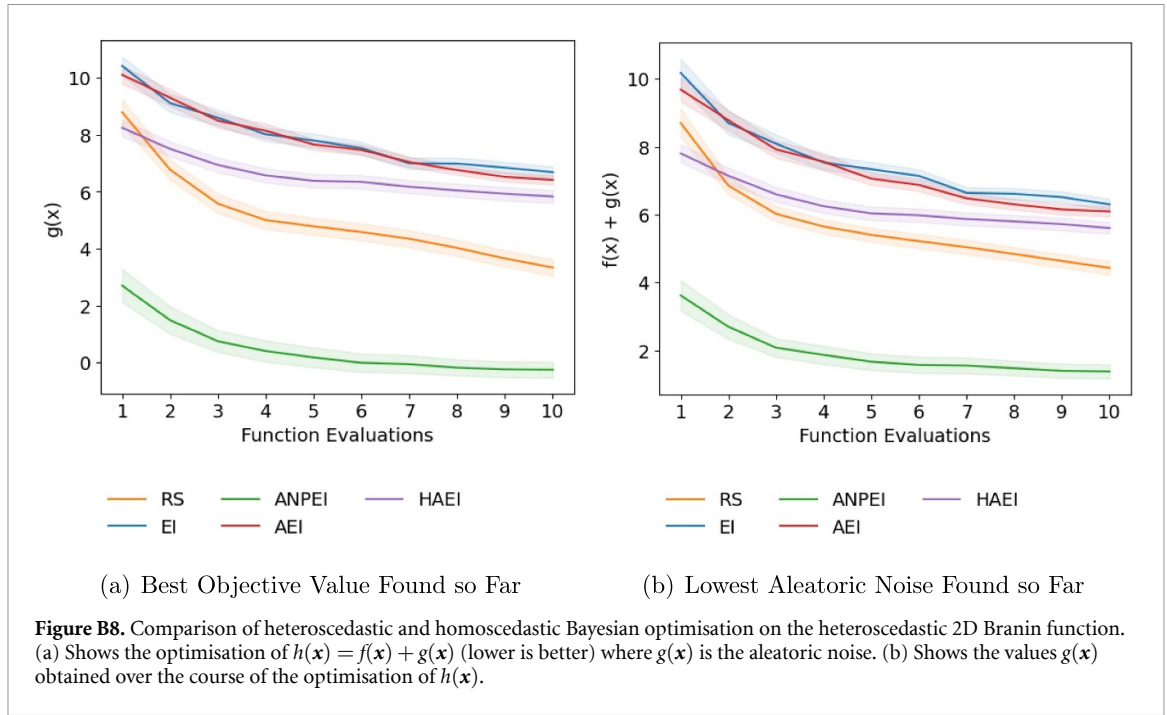 g(x)
10
8
6
4
2
0
1 2 3 4 5 6 7 8 9 10
Function Evaluations
RS ANPEI HAEI
EI AEI
(a) Best Objective Value Found so Far
f(x) + g(x)
10
8
6
4
2
1 2 3 4 5 6 7 8 9 10
Function Evaluations
RS ANPEI HAEI
EI AEI
(b) Lowest Aleatoric Noise Found so Far
Figure B8. Comparison of heteroscedastic and homoscedastic Bayesian optimisation on the heteroscedastic 2D Branin function.
(a) Shows the optimisation of h(x) = f(x) + g(x) (lower is better) where g(x) is the aleatoric noise. (b) Shows the values g(x)
obtained over the course of the optimisation of h(x).